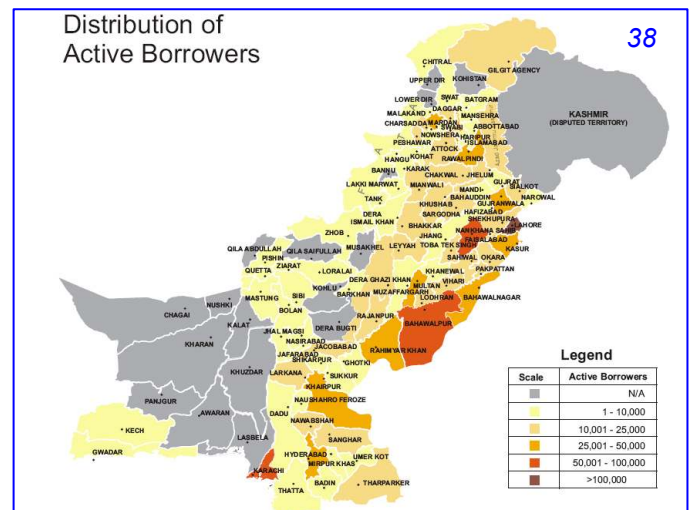 Distribution of
Active Borrowers
38
CHITRAL
GILGIT AGENCY
UPPER DIR
KOHISTAN
LOWER DIR
SWAT
BATGRAM
DAGGAR
MALAKAND
MANSEHRA
KASHMIR
(DISPUTED TERRITORY)
CHARSADDA
MARDAN
SWABI
ABBOTTABAD
NOWSHERA
HARIPUR
ISLAMABAD
PESHAWAR
ATTOCK
RAWALPINDI
HANGU
KOHAT
KARAK
CHAKWAL
JHELUM
BANNU
GUJRAT
LAKKI MARWAT
MIANWALI
MANDI
BAHAUDDIN
SIALKOT
NAROWAL
TANK
KHUSHAB
GUJRANWALA
HAFIZABAD
DERA
ISMAIL KHAN
SARGODHA
SHEKHUPURA
BHAKKAR
LAHORE
ZHOB
NANKHANA SAHIB
JHANG
FAISALABAD
QILA ABDULLAH
QILA SAIFULLAH
MUSAKHEL
LEYYAH
TOBA TEK SINGH
KASUR
PISHIN
ZIARAT
SAHIWAL
OKARA
QUETTA
LORALAI
KHANEWAL
PAKPATTAN
DERA GHAZI KHAN
KOHLU
MULTAN
VIHARI
MUZAFFARGARH
BARKHAN
MASTUNG
SIBI
LODHRAN
BAHAWALNAGAR
NUSHKI
BOLAN
CHAGAI
KALAT
DERA BUGTI
RAJANPUR
BAHAWALPUR
JHAL MAGSI
NASIRABAD
KHARAN
JACOBABAD
JAFARABAD
RAHIMYAR KHAN
SHIKARPUR
GHOTKI
KHUZDAR
LARKANA
SUKKUR
KHAIRPUR
PANJGUR
NAUSHAHRO FEROZE
AWARAN
DADU
NAWABSHAH
KECH
LASBELA
SANGHAR
GWADAR
HYDERABAD
UMER KOT
MIRPUR KHAS
KARACHI
THATTA
BADIN
THARPARKER
Legend
Scale Active Borrowers
N/A
1 - 10,000
10,001 - 25,000
25,001 - 50,000
50,001 - 100,000
>100,000